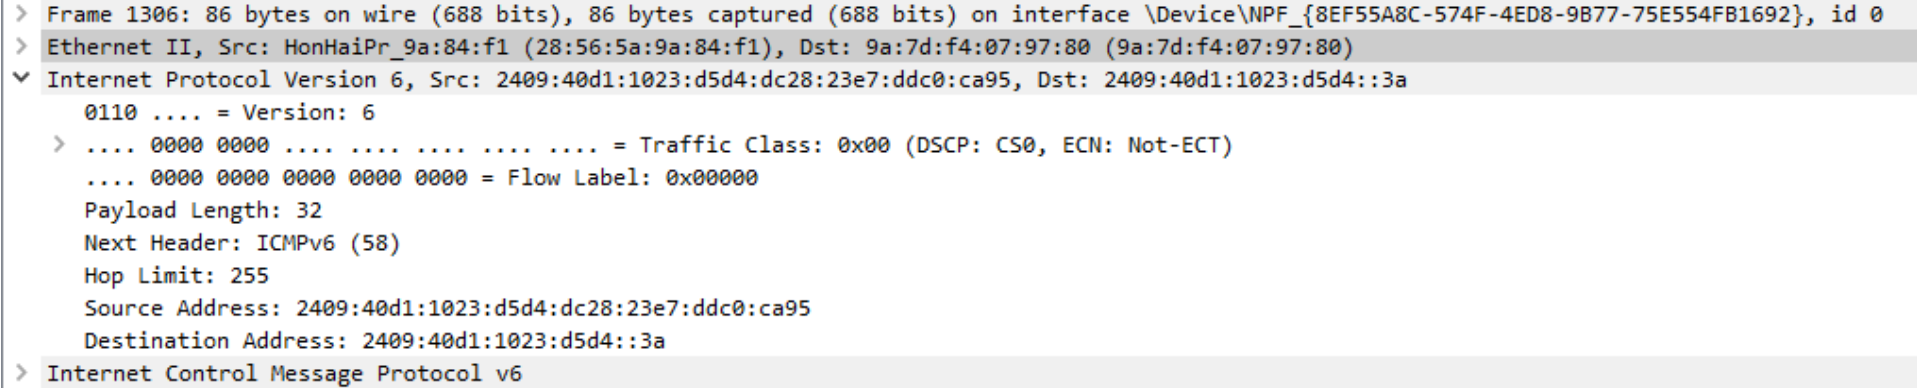 Frame 1306: 86 bytes on wire (688 bits), 86 bytes captured (688 bits) on interface \Device\NPF_{8EF55A8C-574F-4ED8-9B77-75E554FB1692}, id 0
Ethernet II, Src: HonHaiPr_9a:84:f1 (28:56:5a:9a:84:f1), Dst: 9a:7d:f4:07:97:80 (9a:7d:f4:07:97:80)
Internet Protocol Version 6, Src: 2409:40d1:1023:d5d4:dc28:23e7:ddc0:ca95, Dst: 2409:40d1:1023:d5d4::3a
0110 .... = Version: 6
.... 0000 0000 .... .... .... .... .... = Traffic Class: 0x00 (DSCP: CS0, ECN: Not-ECT)
.... 0000 0000 0000 0000 0000 = Flow Label: 0x00000
Payload Length: 32
Next Header: ICMPv6 (58)
Hop Limit: 255
Source Address: 2409:40d1:1023:d5d4:dc28:23e7:ddc0:ca95
Destination Address: 2409:40d1:1023:d5d4::3a
Internet Control Message Protocol v6